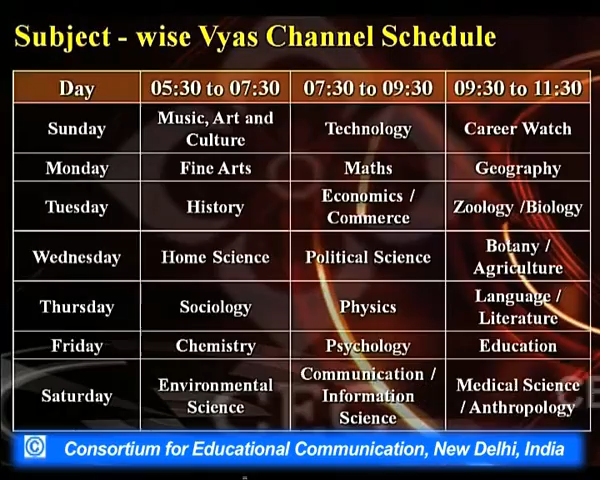 Subject - wise Vyas Channel Schedule
Day 05:30 to 07:30 07:30 to 09:30 09:30 to 11:30
Sunday Music, Art and Culture Technology Career Watch
Monday Fine Arts Maths Geography
Tuesday History Economics / Commerce Zoology /Biology
Wednesday Home Science Political Science Botany / Agriculture
Thursday Sociology Physics Language / Literature
Friday Chemistry Psychology Education
Saturday Environmental Science Communication / Information Science Medical Science / Anthropology
© Consortium for Educational Communication, New Delhi, India